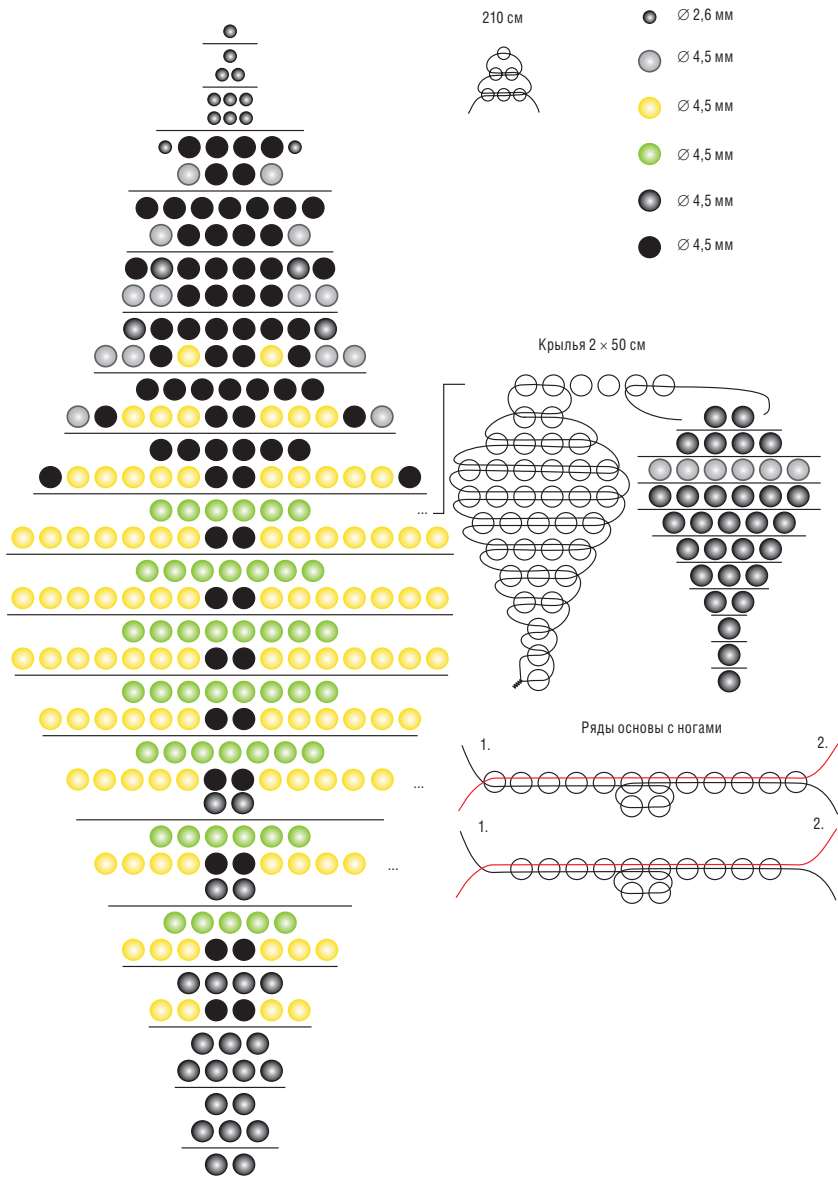 210 см
∅ 2,6 мм
∅ 4,5 мм
∅ 4,5 мм
∅ 4,5 мм
∅ 4,5 мм
∅ 4,5 мм
Крылья 2 × 50 см
...
Ряды основы с ногами
1. 2.
...
1. 2.
...